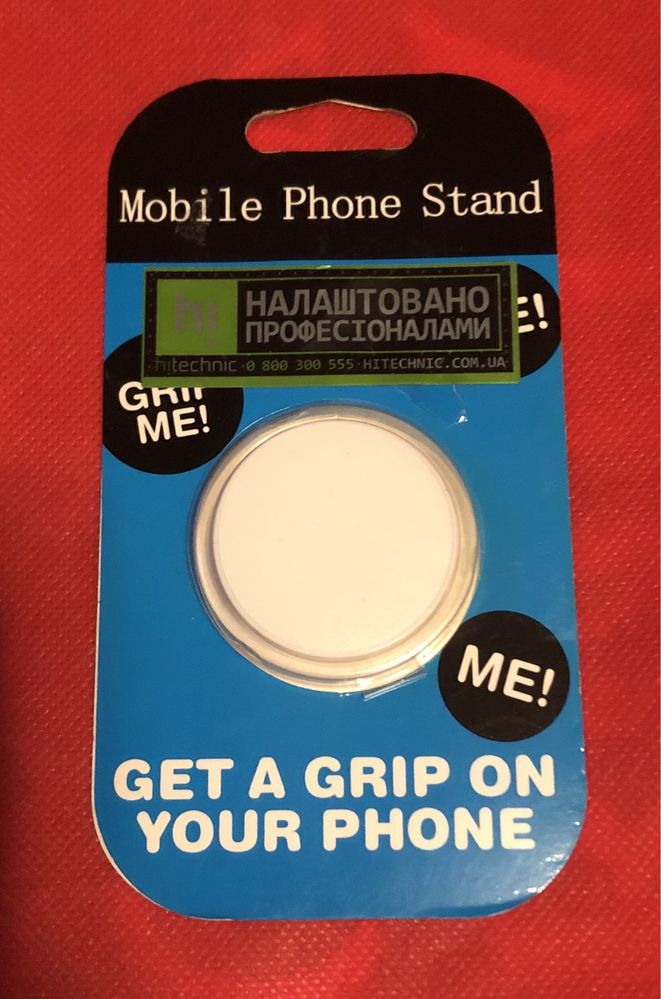 Mobile Phone Stand
hi
НАЛАШТОВАНО
ПРОФЕСІОНАЛАМИ
hitechnic · 0 800 300 555 · HITECHNIC.COM.UA
E!
GRIP
ME!
ME!
GET A GRIP ON
YOUR PHONE